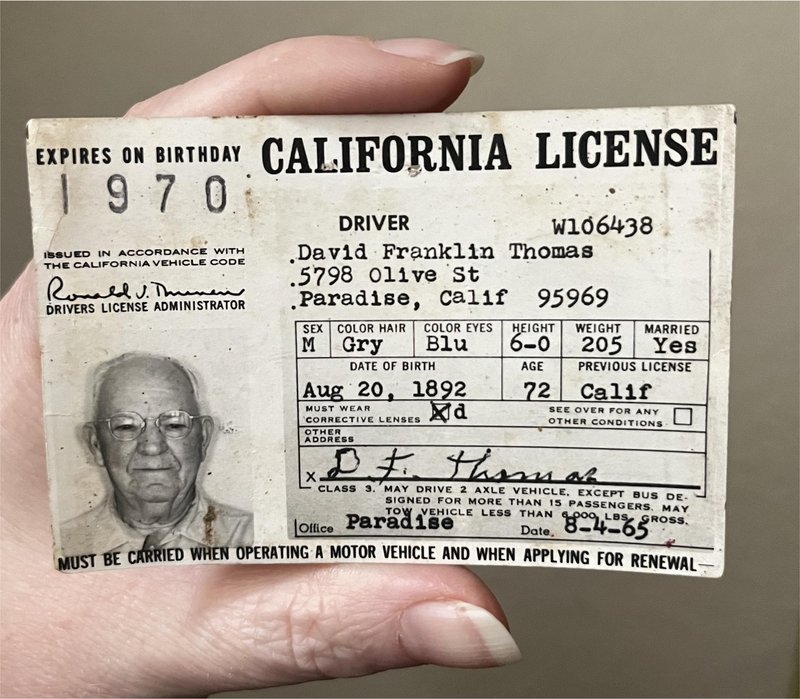 EXPIRES ON BIRTHDAY
1970
CALIFORNIA LICENSE
ISSUED IN ACCORDANCE WITH
THE CALIFORNIA VEHICLE CODE
Ronald J.
DRIVERS LICENSE ADMINISTRATOR
DRIVER W106438
David Franklin Thomas
5798 Olive St
Paradise, Calif 95969
SEX COLOR HAIR COLOR EYES HEIGHT WEIGHT MARRIED
M Gry Blu 6-0 205 Yes
DATE OF BIRTH AGE PREVIOUS LICENSE
Aug 20, 1892 72 Calif
MUST WEAR
CORRECTIVE LENSES X d
SEE OVER FOR ANY
OTHER CONDITIONS
OTHER
ADDRESS
X D. F. Thomas
CLASS 3. MAY DRIVE 2 AXLE VEHICLE, EXCEPT BUS DE-
SIGNED FOR MORE THAN 15 PASSENGERS. MAY
TOW VEHICLE LESS THAN 6,000 LBS. GROSS.
Office Paradise Date 8-4-65
MUST BE CARRIED WHEN OPERATING A MOTOR VEHICLE AND WHEN APPLYING FOR RENEWAL—